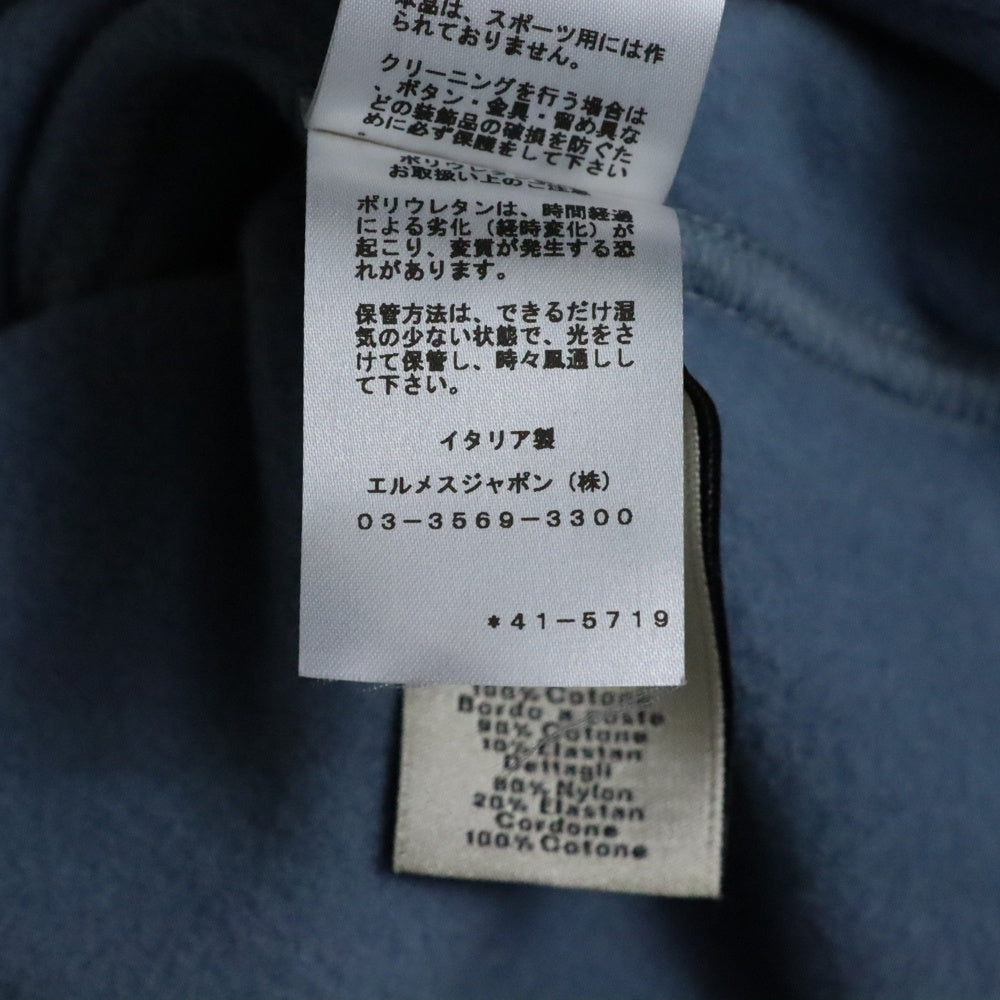 本品は、スポーツ用には作
られておりません。
クリーニングを行う場合は
、ボタン・金具・留め具な
どの装飾品の破損を防ぐた
めに必ず保護をして下さい
お取扱い上のご注意
ポリウレタンは、時間経過
による劣化（経時変化）が
起こり、変質が発生する恐
れがあります。
保管方法は、できるだけ湿
気の少ない状態で、光をさ
けて保管し、時々風通しし
て下さい。
イタリア製
エルメスジャポン（株）
03-3569-3300
*41-5719
100% Cotone
Bordo a coste
90% Cotone
10% Elastan
Dettagli
80% Nylon
20% Elastan
Cordone
100% Cotone